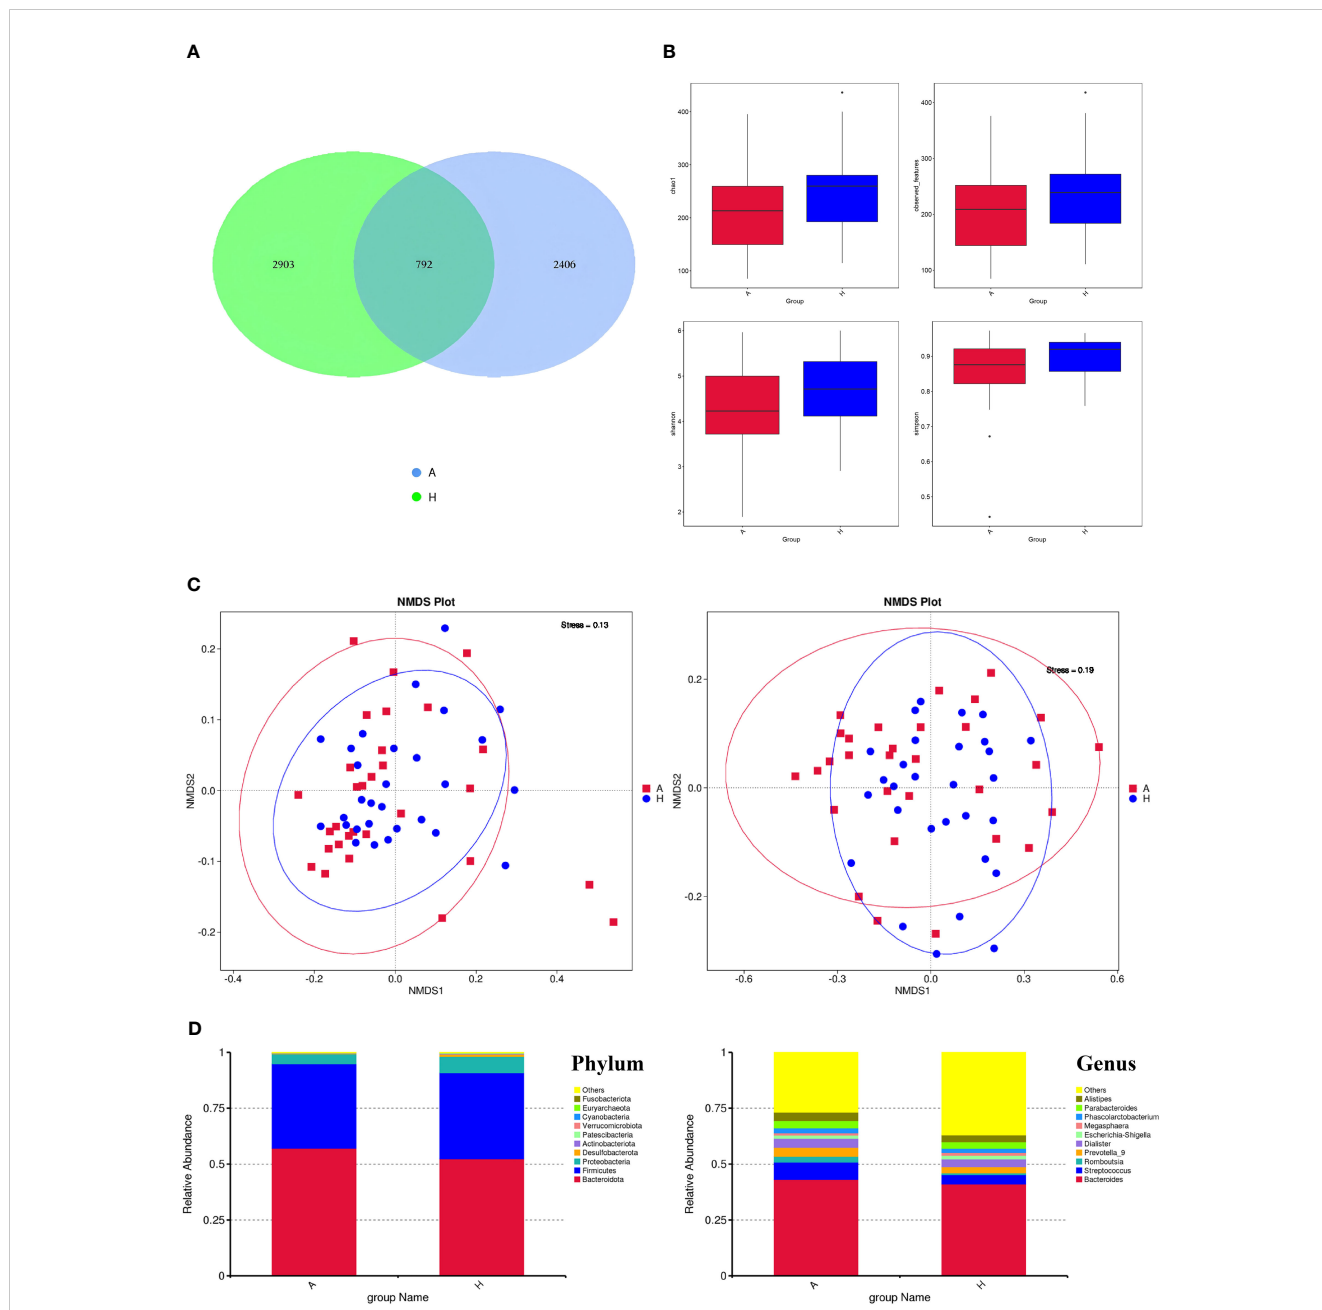 A
2903
792
2406
A
H
B
400
300
200
100
chao1
A
H
Group
400
300
200
100
observed_features
A
H
Group
6
5
4
3
2
shannon
A
H
Group
0.9
0.8
0.7
0.6
0.5
simpson
A
H
Group
C
NMDS Plot
Stress = 0.13
0.2
0.1
0.0
-0.1
-0.2
NMDS2
-0.4
-0.2
0.0
0.2
0.4
NMDS1
A
H
NMDS Plot
Stress = 0.19
0.2
0.0
-0.2
NMDS2
-0.6
-0.3
0.0
0.3
0.6
NMDS1
A
H
D
1
0.75
0.5
0.25
0
Relative Abundance
A
H
group Name
Phylum
Others
Fusobacteriota
Euryarchaeota
Cyanobacteria
Verrucomicrobiota
Patescibacteria
Actinobacteriota
Desulfobacterota
Proteobacteria
Firmicutes
Bacteroidota
1
0.75
0.5
0.25
0
Relative Abundance
A
H
group Name
Genus
Others
Alistipes
Parabacteroides
Phascolarctobacterium
Megasphaera
Escherichia-Shigella
Dialister
Prevotella_9
Romboutsia
Streptococcus
Bacteroides